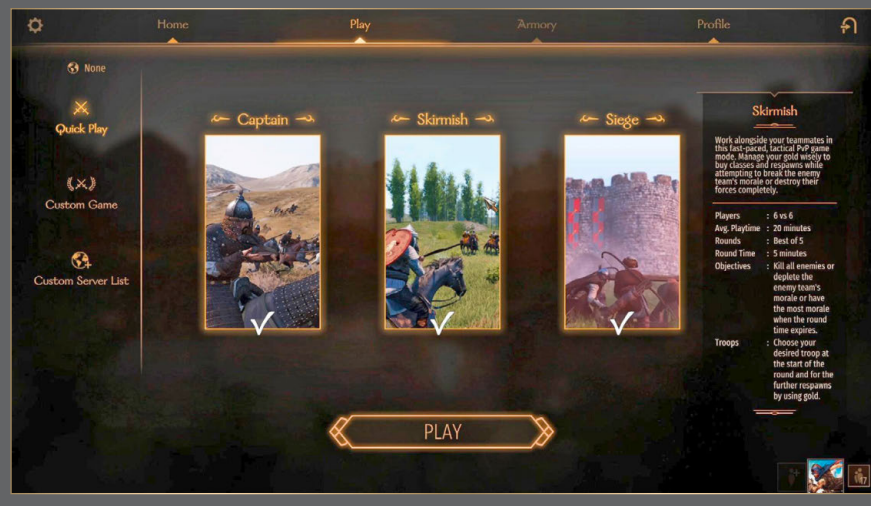 Home
Play
Armory
Profile
None
Quick Play
Custom Game
Custom Server List
Captain
Skirmish
Siege
PLAY
Skirmish
Work alongside your teammates in
this fast-paced, tactical PvP game
mode. Manage your gold wisely to
buy classes and respawns while
attempting to break the enemy
team's morale or destroy their
forces completely.
Players : 6 vs 6
Avg. Playtime : 20 minutes
Rounds : Best of 5
Round Time : 5 minutes
Objectives : Kill all enemies or
deplete the
enemy team's
morale or have
the most morale
when the round
time expires.
Troops : Choose your
desired troop at
the start of the
round and for the
further respawns
by using gold.